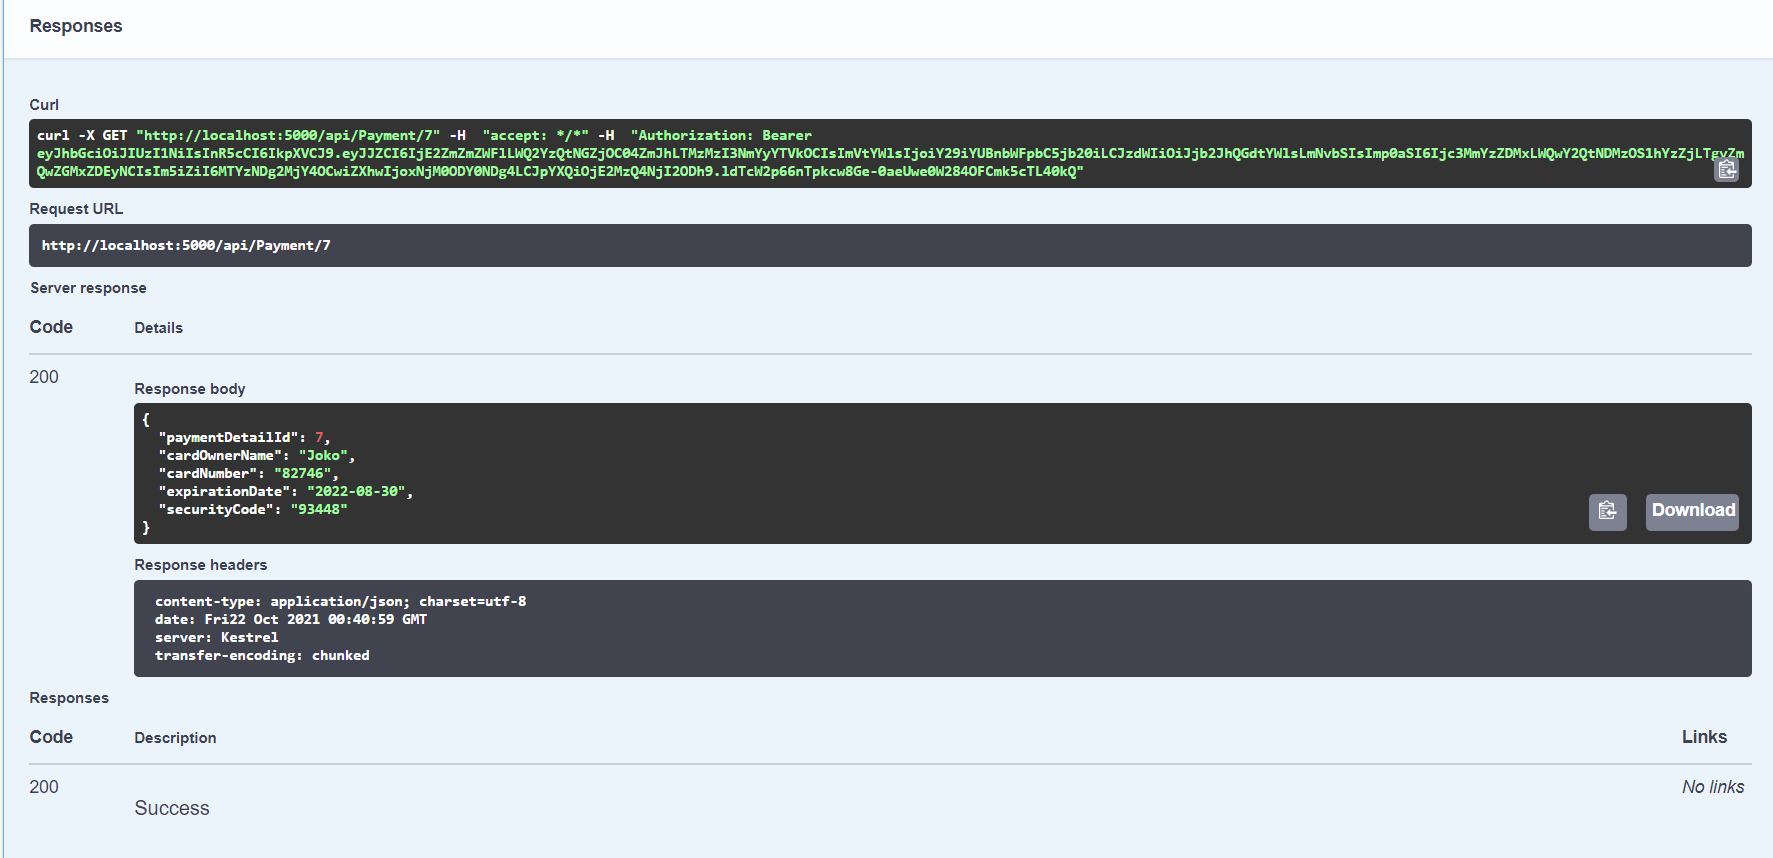 Responses
Curl
curl -X GET "http://localhost:5000/api/Payment/7" -H  "accept: */*" -H  "Authorization: Bearer
eyJhbGciOiJIUzI1NiIsInR5cCI6IkpXVCJ9.eyJJZCI6IjE2ZmZmZWFlLWQ2YzQtNGZjOC04ZmJhLTMzMzI3NmYyYTVkOCIsImVtYWlsIjoiY29iYUBnbWFpbC5jb20iLCJzdWIiOiJjb2JhQGdtYWlsLmNvbSIsImp0aSI6Ijc3MmYzZDMxLWQwY2QtNDMzOS1hYzZjLTgyZm
QwZGMxZDEyNCIsIm5iZiI6MTYzNDg2MjY4OCwiZXhwIjoxNjM0ODY0NDg4LCJpYXQiOjE2MzQ4NjI2ODh9.ldTcW2p66nTpkcw8Ge-0aeUwe0W284OFCmk5cTL40kQ"
Request URL
http://localhost:5000/api/Payment/7
Server response
Code Details
200
Response body
{
  "paymentDetailId": 7,
  "cardOwnerName": "Joko",
  "cardNumber": "82746",
  "expirationDate": "2022-08-30",
  "securityCode": "93448"
}
Download
Response headers
content-type: application/json; charset=utf-8
date: Fri22 Oct 2021 00:40:59 GMT
server: Kestrel
transfer-encoding: chunked
Responses
Code Description Links
200 No links
Success